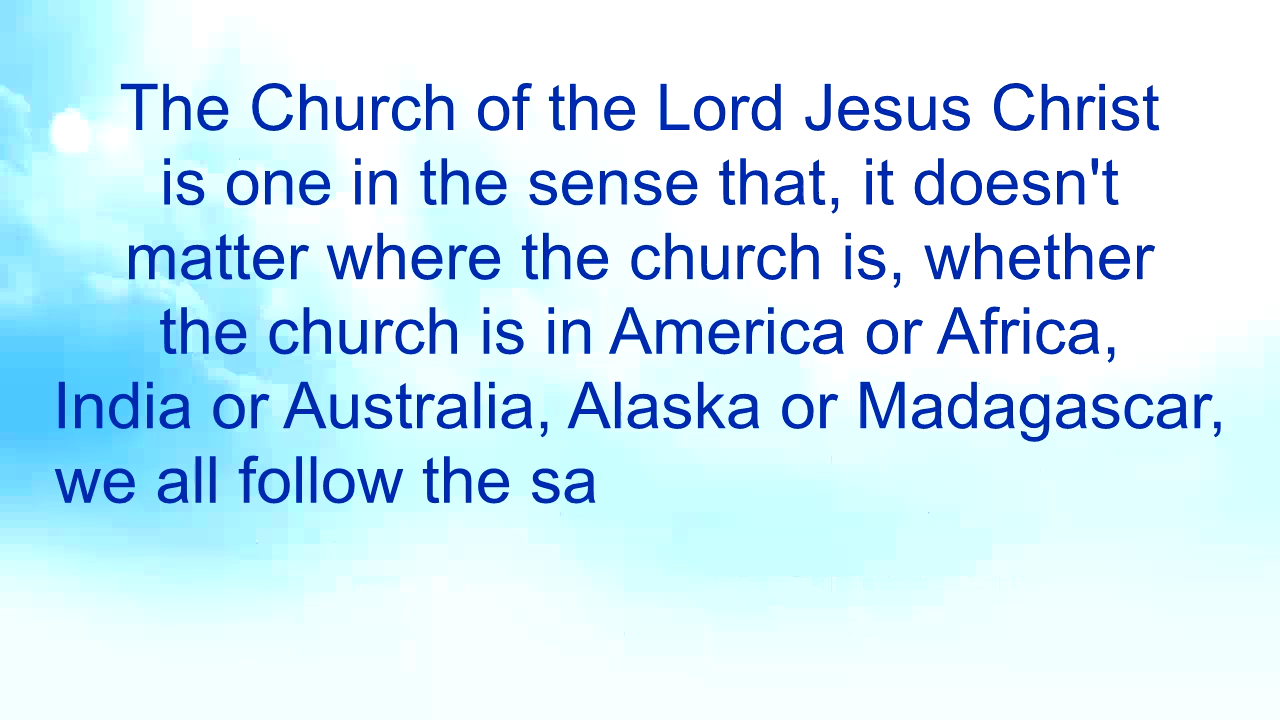 The Church of the Lord Jesus Christ
is one in the sense that, it doesn't
matter where the church is, whether
the church is in America or Africa,
India or Australia, Alaska or Madagascar,
we all follow the sa